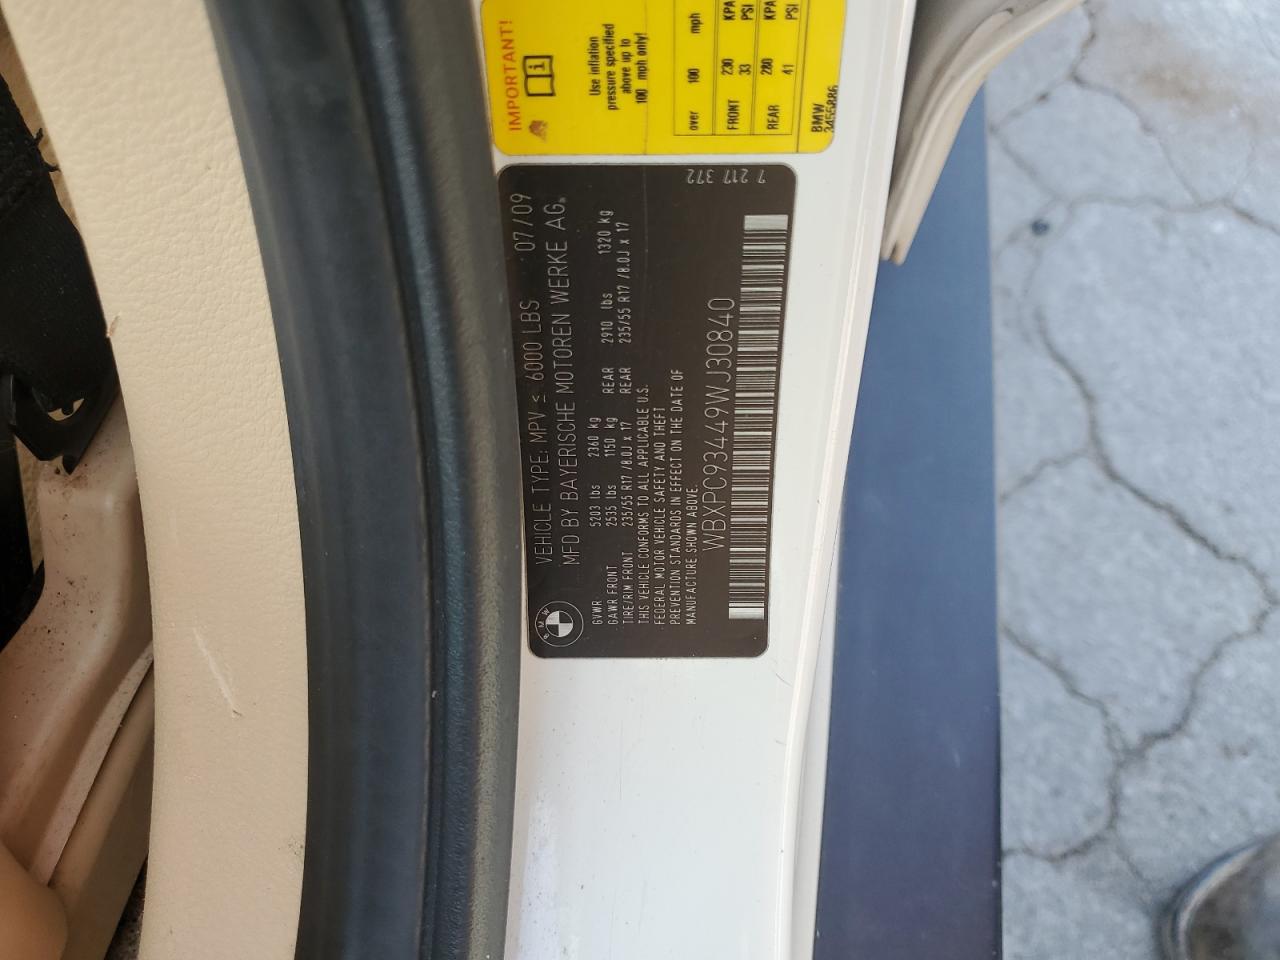 IMPORTANT!
i
Use inflation
pressure specified
above up to
100 mph only!
over 100 mph
FRONT 230 KPA
33 PSI
REAR 280 KPA
41 PSI
BMW
3455886
7 217 372
BMW
VEHICLE TYPE: MPV ≤ 6000 LBS 07/09
MFD BY BAYERISCHE MOTOREN WERKE AG.
GVWR 5203 lbs 2360 kg
GAWR FRONT 2535 lbs 1150 kg REAR 2910 lbs 1320 kg
TIRE/RIM FRONT 235/55 R17 /8.0J x 17 REAR 235/55 R17 /8.0J x 17
THIS VEHICLE CONFORMS TO ALL APPLICABLE U.S.
FEDERAL MOTOR VEHICLE SAFETY AND THEFT
PREVENTION STANDARDS IN EFFECT ON THE DATE OF
MANUFACTURE SHOWN ABOVE.
WBXPC93449WJ30840